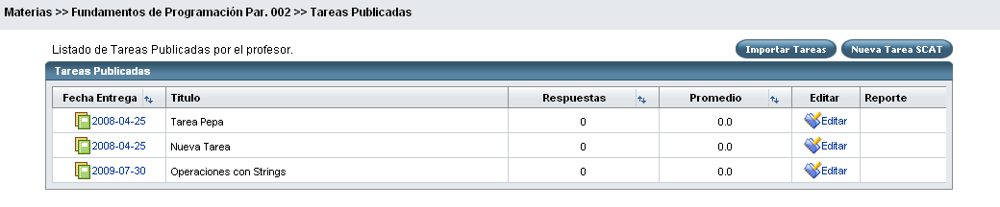 Materias >> Fundamentos de Programación Par. 002 >> Tareas Publicadas
Listado de Tareas Publicadas por el profesor. Importar Tareas Nueva Tarea SCAT
Tareas Publicadas
Fecha Entrega Titulo Respuestas Promedio Editar Reporte
2008-04-25 Tarea Pepa 0 0.0 Editar
2008-04-25 Nueva Tarea 0 0.0 Editar
2009-07-30 Operaciones con Strings 0 0.0 Editar